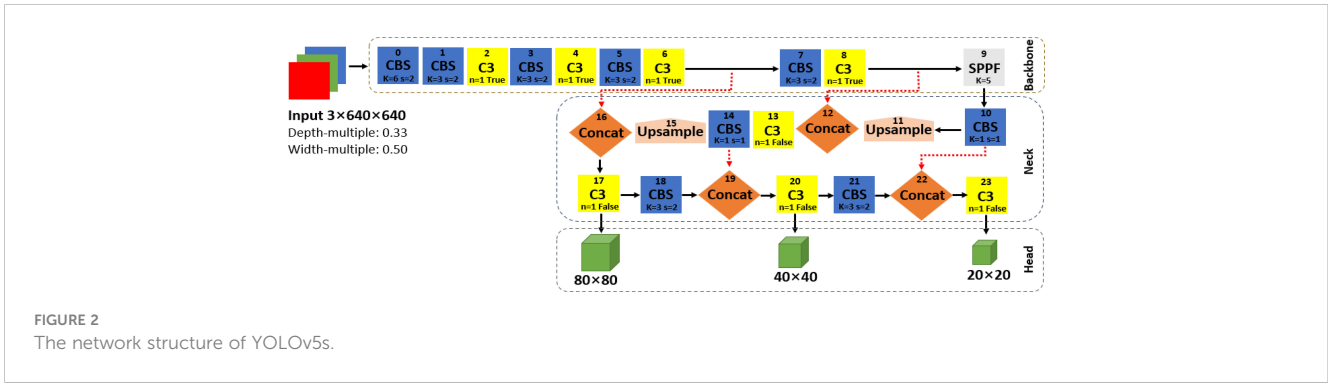 0
CBS
K=6 s=2
1
CBS
K=3 s=2
2
C3
n=1 True
3
CBS
K=3 s=2
4
C3
n=1 True
5
CBS
K=3 s=2
6
C3
n=1 True
7
CBS
K=3 s=2
8
C3
n=1 True
9
SPPF
K=5
Backbone
Input 3×640×640
Depth-multiple: 0.33
Width-multiple: 0.50
16
Concat
15
Upsample
14
CBS
K=1 s=1
13
C3
n=1 False
12
Concat
11
Upsample
10
CBS
K=1 s=1
Neck
17
C3
n=1 False
18
CBS
K=3 s=2
19
Concat
20
C3
n=1 False
21
CBS
K=3 s=2
22
Concat
23
C3
n=1 False
80×80
40×40
20×20
Head
FIGURE 2
The network structure of YOLOv5s.